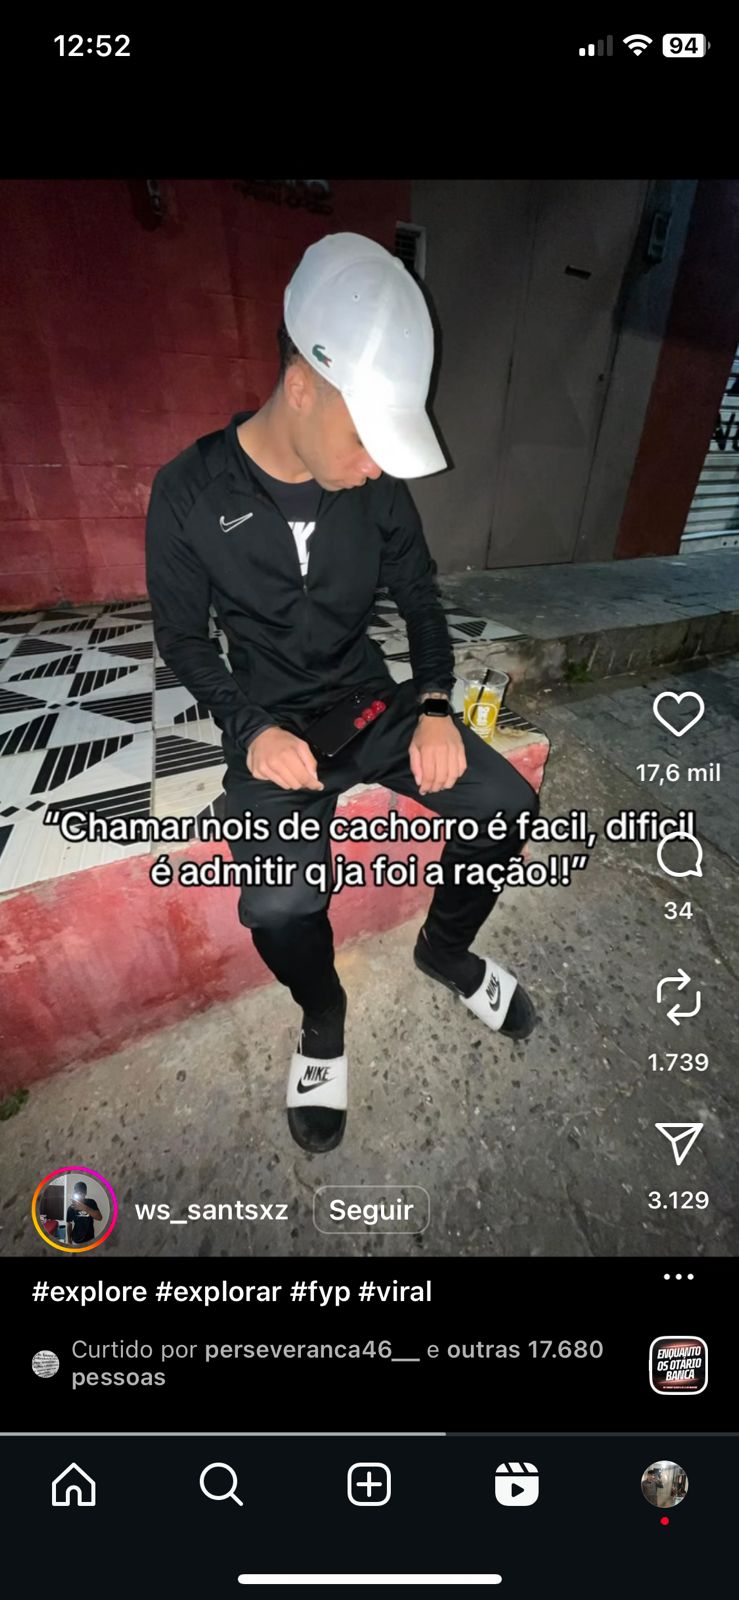 12:52
94
NIKE
NIKE
“Chamar nois de cachorro é facil, dificil
é admitir q ja foi a ração!!”
17,6 mil
34
1.739
3.129
ws_santsxz
Seguir
#explore #explorar #fyp #viral
Curtido por perseveranca46__ e outras 17.680
pessoas
ENQUANTO
OS OTÁRIO
BANCA